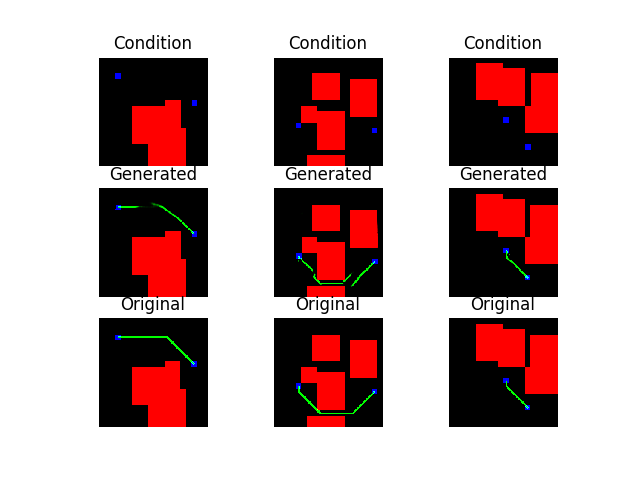 Condition Condition Condition
Generated Generated Generated
Original Original Original